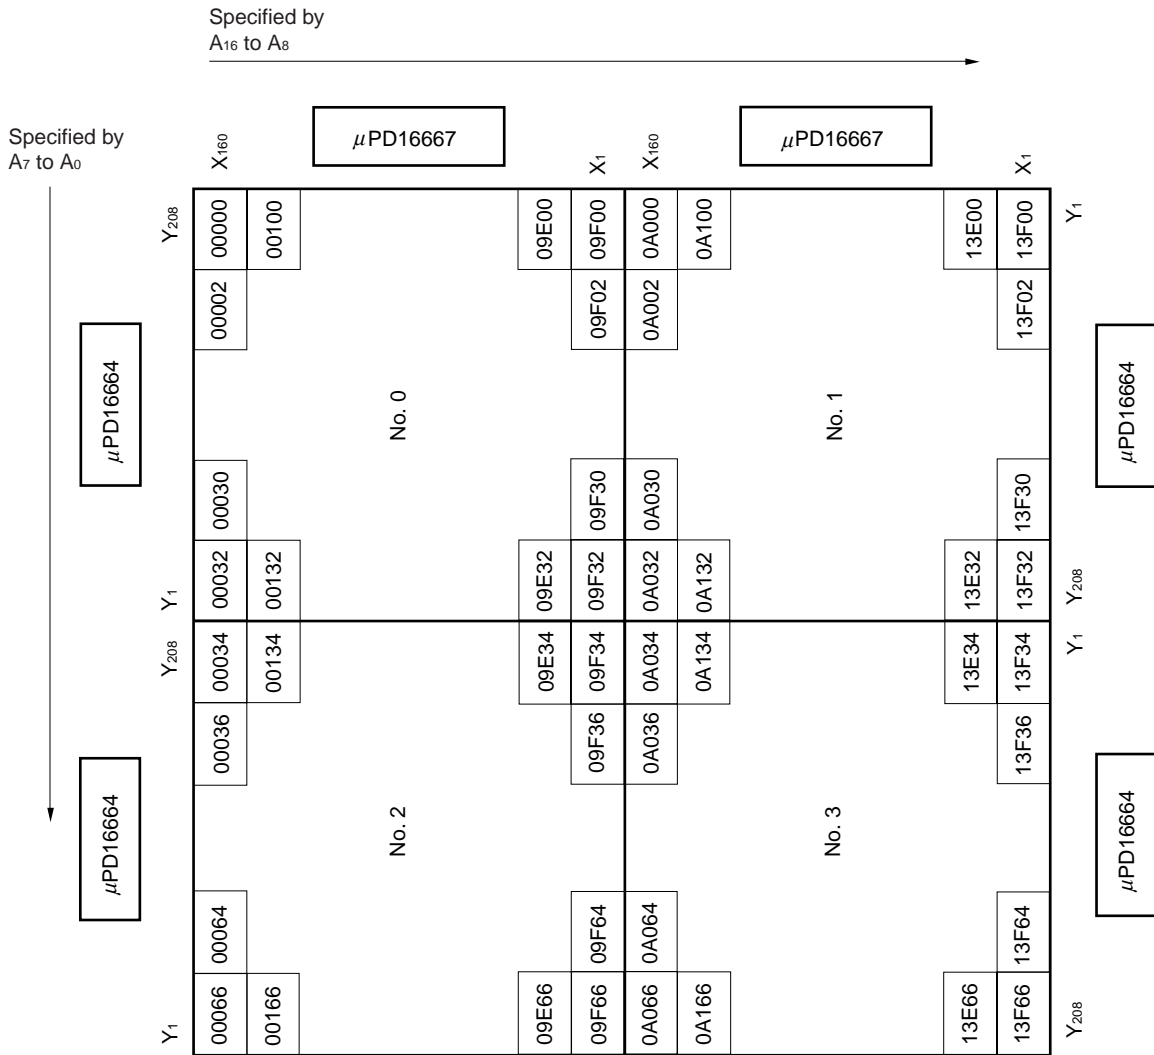 Specified by
A16 to A8
Specified by
A7 to A0
X160
μPD16667
X1
X160
μPD16667
X1
Y208
00000
00100
09E00
09F00
0A000
0A100
13E00
13F00
Y1
00002
09F02
0A002
13F02
μPD16664
No. 0
No. 1
μPD16664
00030
09F30
0A030
13F30
Y1
00032
00132
09E32
09F32
0A032
0A132
13E32
13F32
Y208
Y208
00034
00134
09E34
09F34
0A034
0A134
13E34
13F34
Y1
00036
09F36
0A036
13F36
μPD16664
No. 2
No. 3
μPD16664
00064
09F64
0A064
13F64
Y1
00066
00166
09E66
09F66
0A066
0A166
13E66
13F66
Y208